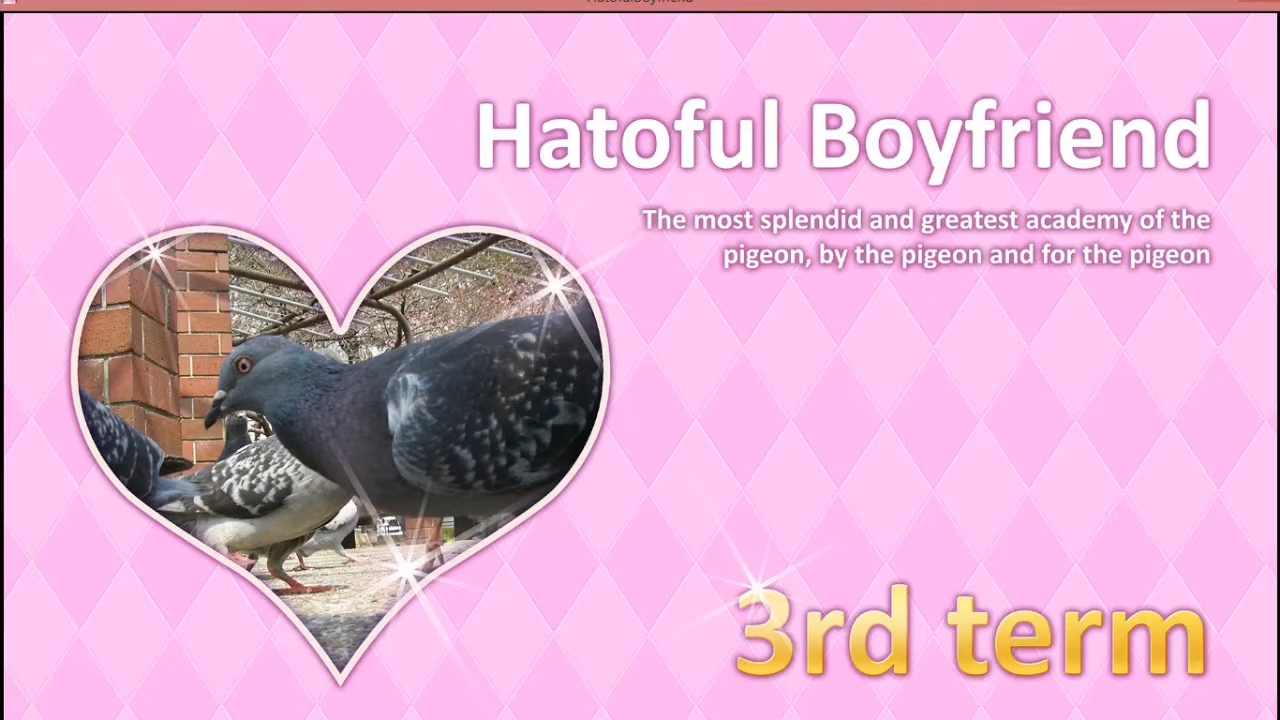 Hatoful Boyfriend
The most splendid and greatest academy of the
pigeon, by the pigeon and for the pigeon
3rd term